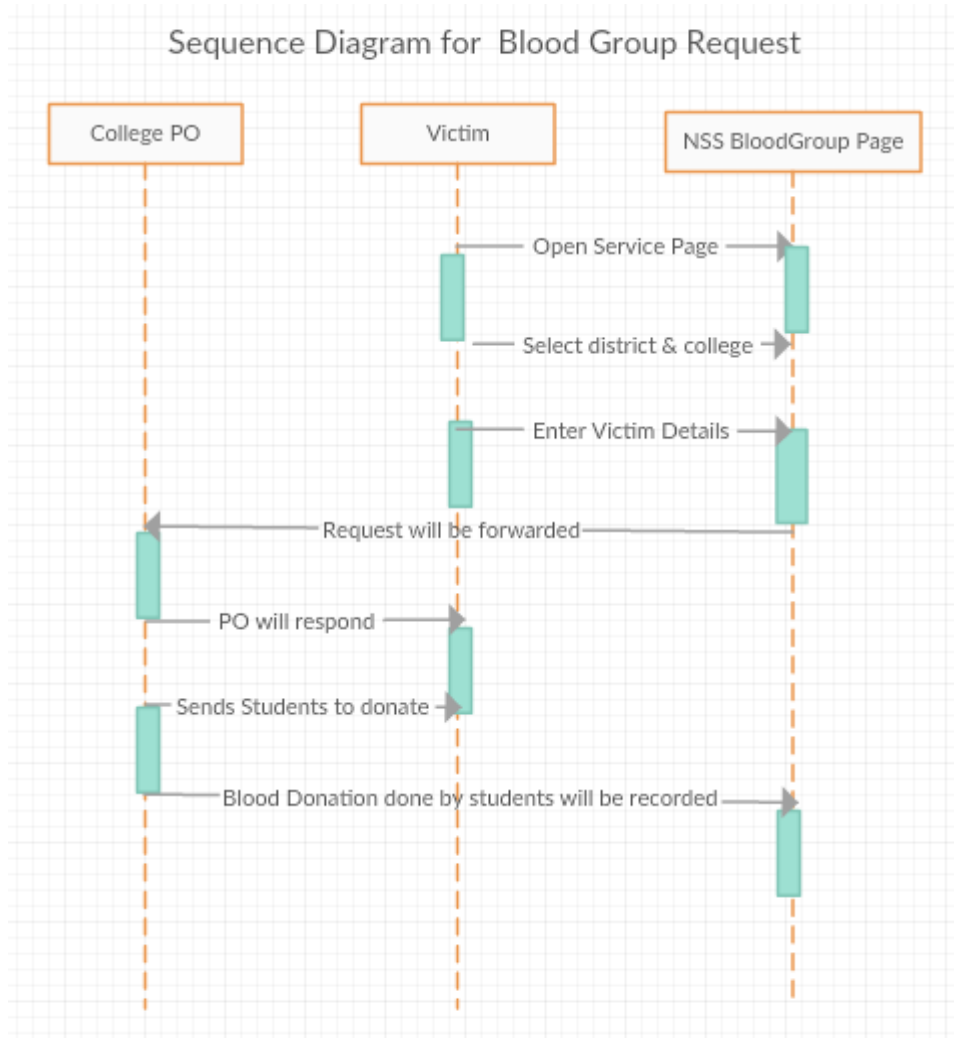 Sequence Diagram for Blood Group Request
College PO
Victim
NSS BloodGroup Page
Open Service Page
Select district & college
Enter Victim Details
Request will be forwarded
PO will respond
Sends Students to donate
Blood Donation done by students will be recorded